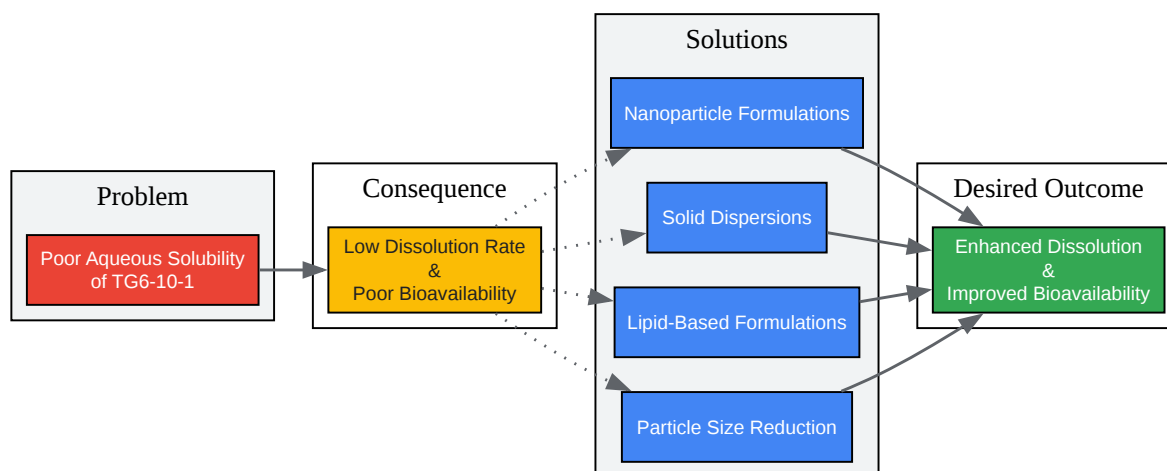 Problem
Poor Aqueous Solubility
of TG6-10-1
Consequence
Low Dissolution Rate
&
Poor Bioavailability
Solutions
Nanoparticle Formulations
Solid Dispersions
Lipid-Based Formulations
Particle Size Reduction
Desired Outcome
Enhanced Dissolution
&
Improved Bioavailability